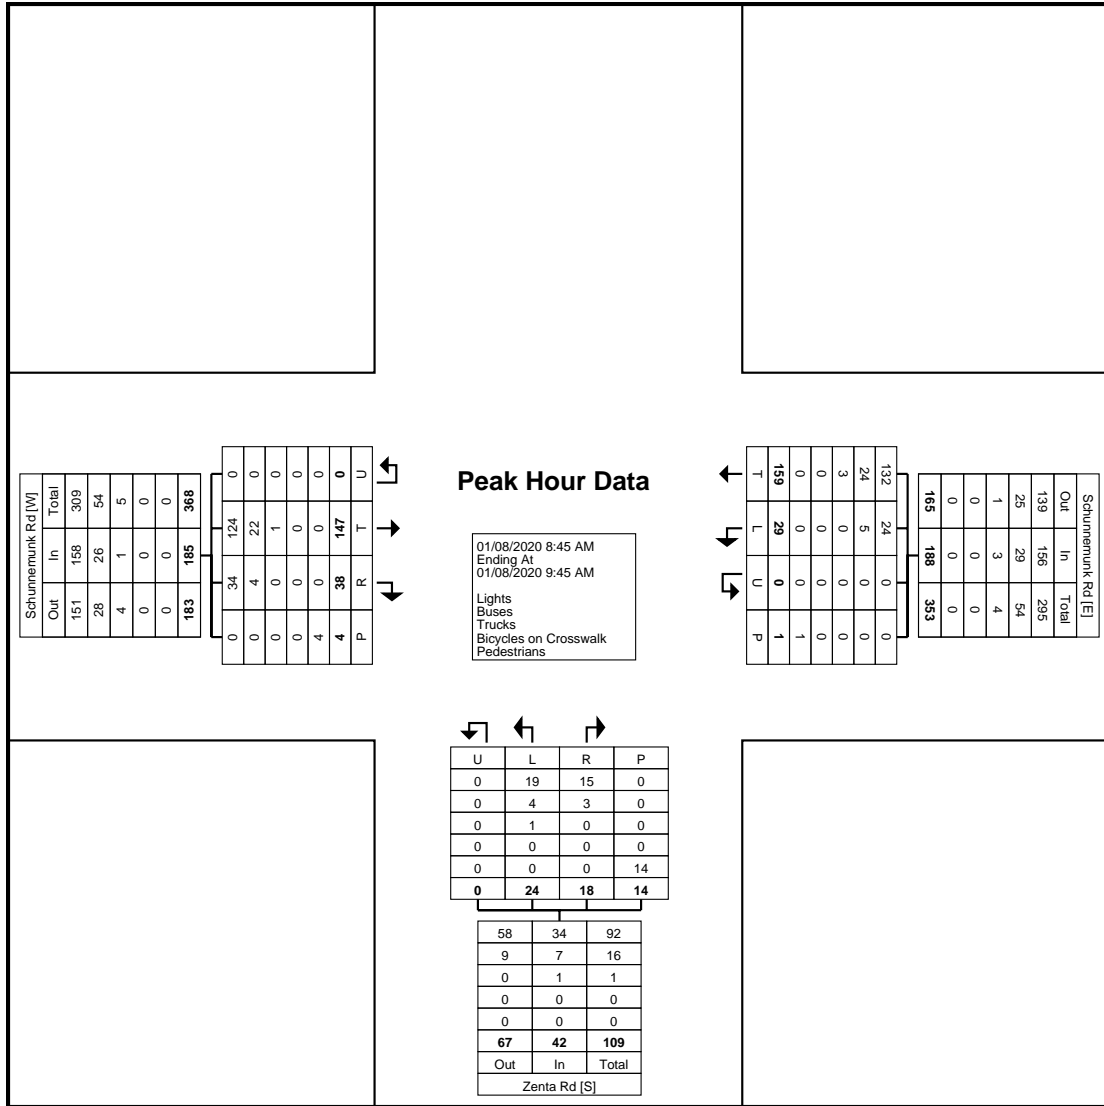 Peak Hour Data
01/08/2020 8:45 AM
Ending At
01/08/2020 9:45 AM
Lights
Buses
Trucks
Bicycles on Crosswalk
Pedestrians
U T R P
0 147 38 4
0 0 0 4
0 0 0 0
0 1 0 0
0 22 4 0
0 124 34 0
368 185 183
0 0 0
0 0 0
5 1 4
54 26 28
309 158 151
Total In Out
Schunnemunk Rd [W]
Schunnemunk Rd [E]
Out In Total
139 156 295
25 29 54
1 3 4
0 0 0
0 0 0
165 188 353
132 24 0 0
24 5 0 0
3 0 0 0
0 0 0 0
0 0 0 1
159 29 0 1
T L U P
U L R P
0 19 15 0
0 4 3 0
0 1 0 0
0 0 0 0
0 0 0 14
0 24 18 14
58 34 92
9 7 16
0 1 1
0 0 0
0 0 0
67 42 109
Out In Total
Zenta Rd [S]